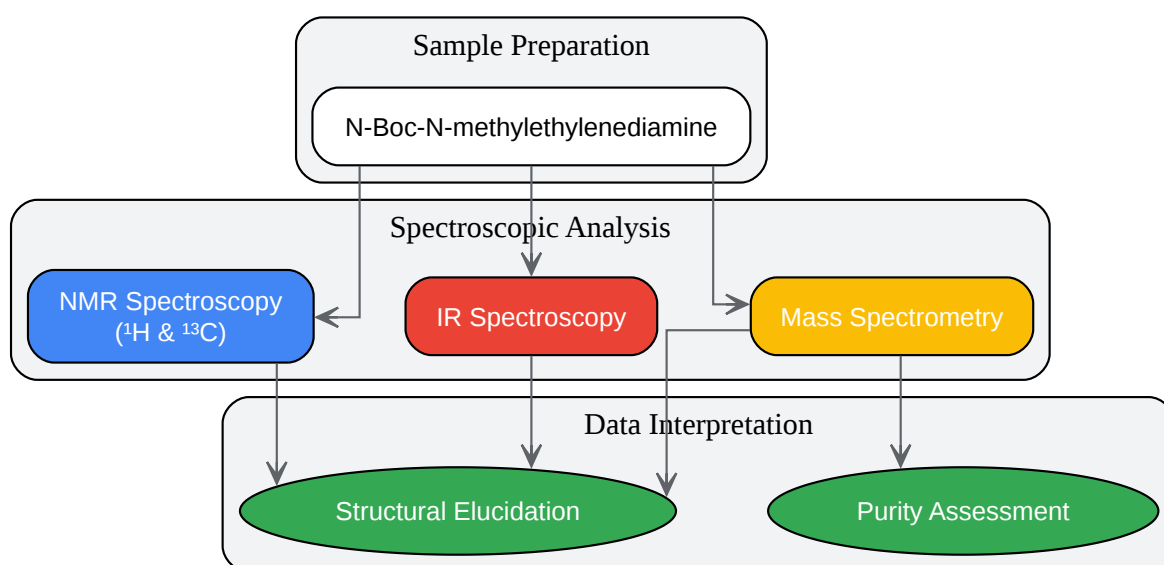 Sample Preparation
N-Boc-N-methylethylenediamine
Spectroscopic Analysis
NMR Spectroscopy
(¹H & ¹³C)
IR Spectroscopy
Mass Spectrometry
Data Interpretation
Structural Elucidation
Purity Assessment